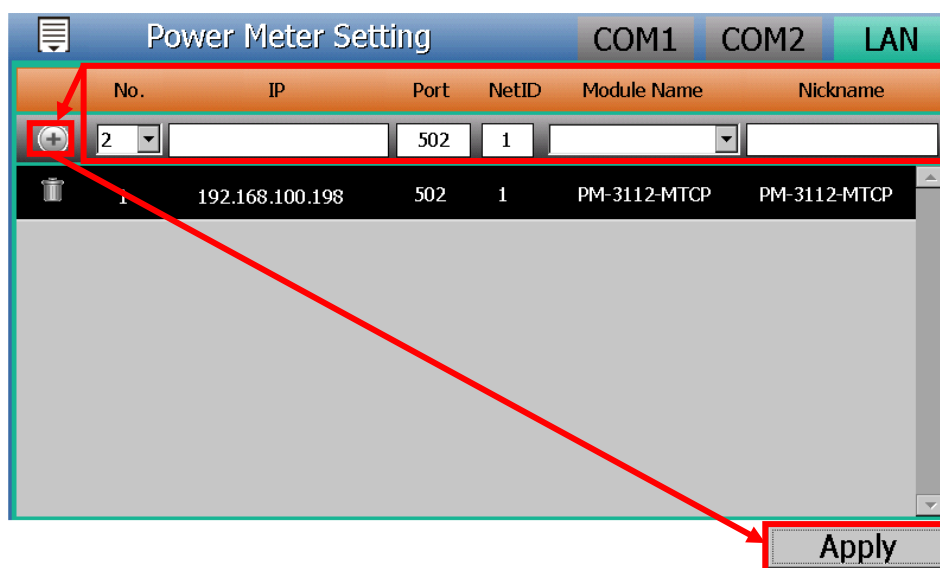 Power Meter Setting COM1 COM2 LAN
No. IP Port NetID Module Name Nickname
2 502 1
1 192.168.100.198 502 1 PM-3112-MTCP PM-3112-MTCP
Apply